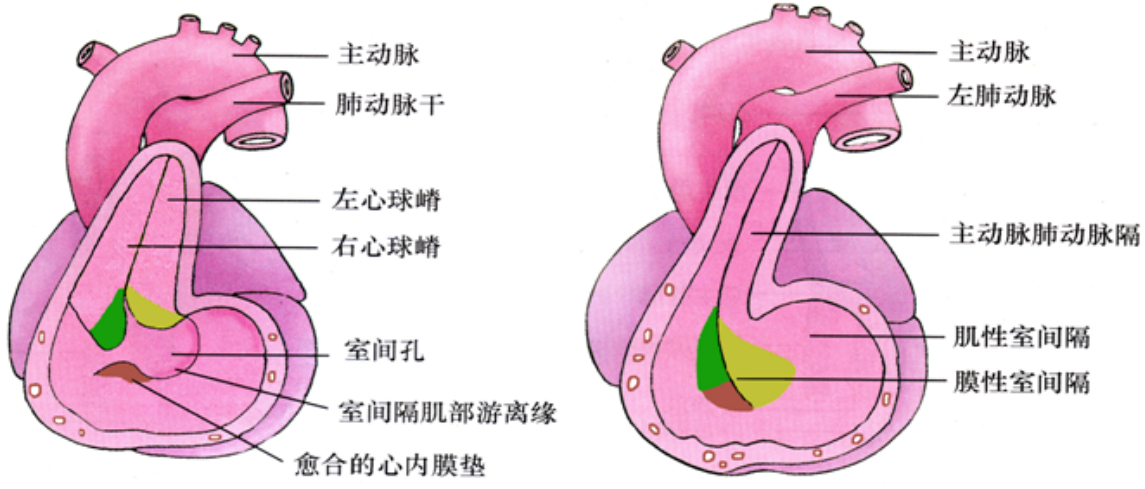 主动脉
肺动脉干
左心球嵴
右心球嵴
室间孔
室间隔肌部游离缘
愈合的心内膜垫
主动脉
左肺动脉
主动脉肺动脉隔
肌性室间隔
膜性室间隔